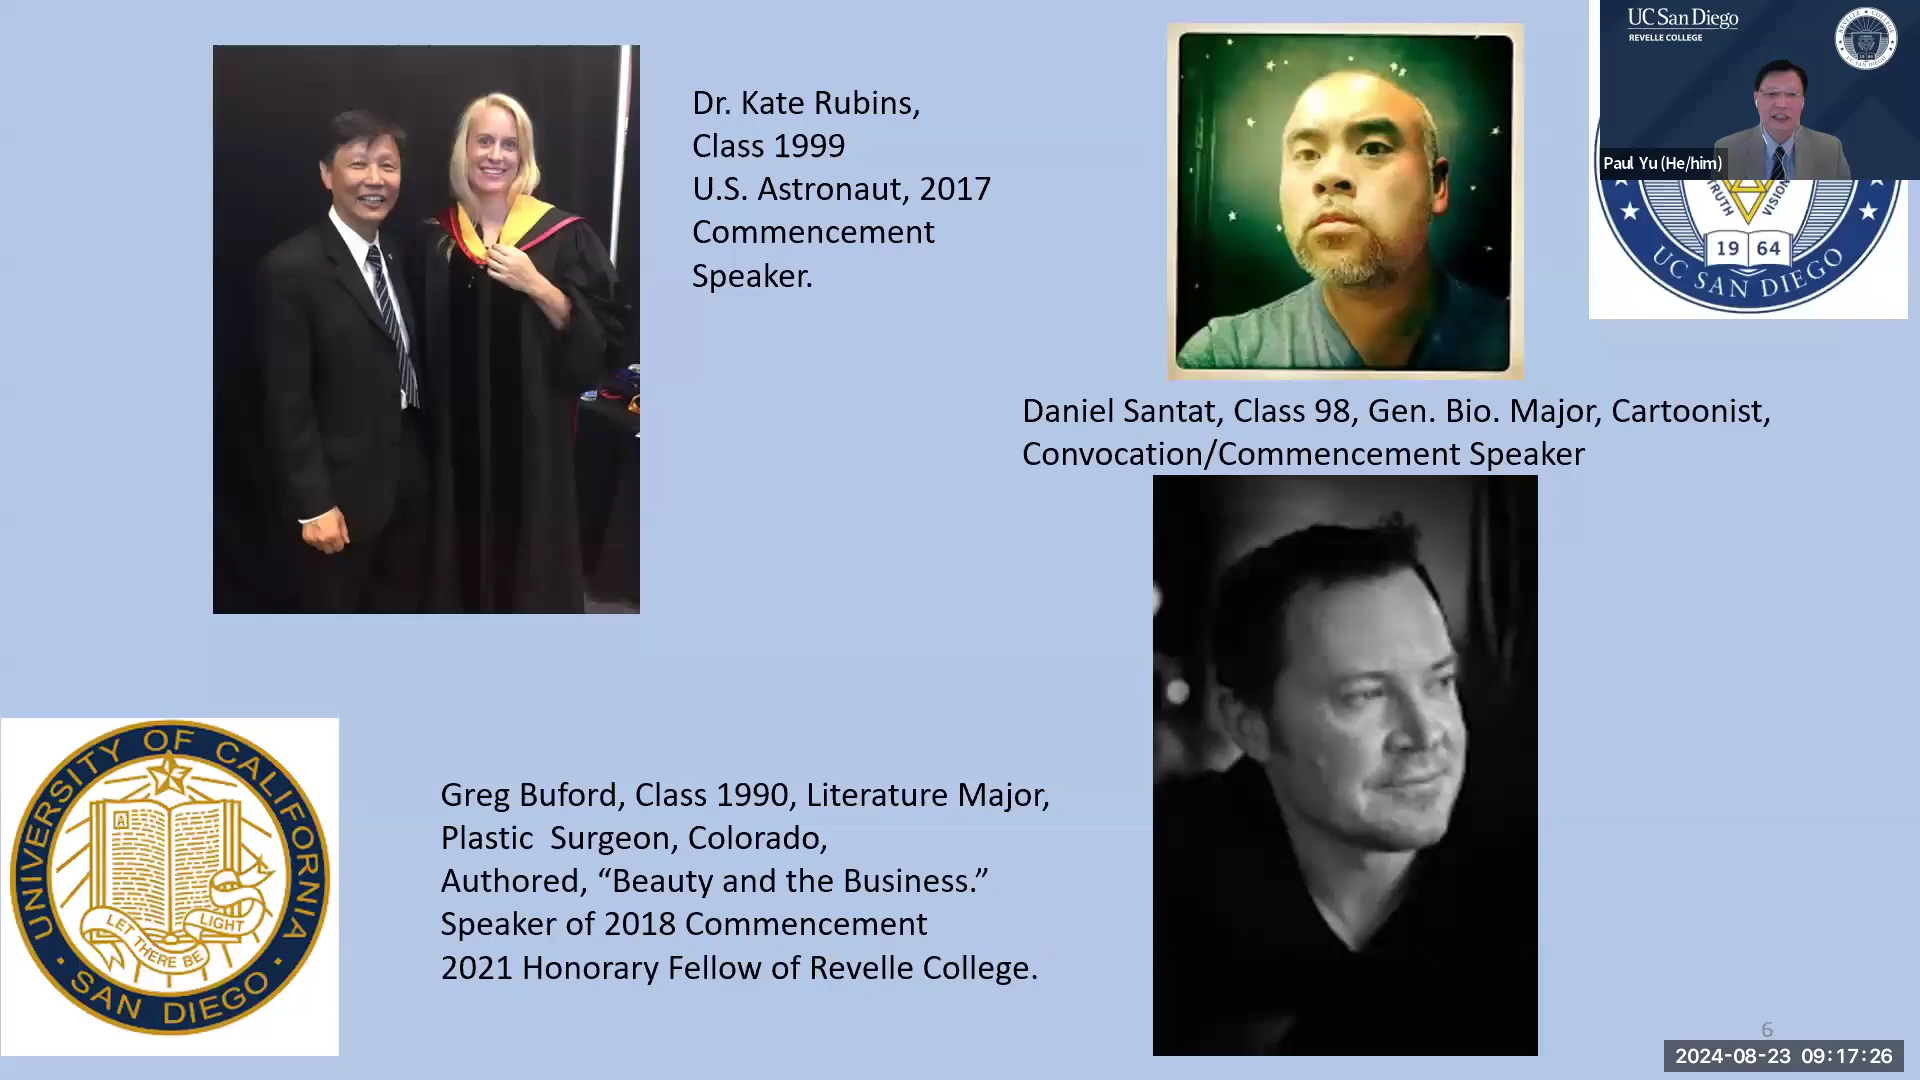 Dr. Kate Rubins,
Class 1999
U.S. Astronaut, 2017
Commencement
Speaker.
UC San Diego
REVELLE COLLEGE
Paul Yu (He/him)
TRUTH
VISION
19 64
UC SAN DIEGO
Daniel Santat, Class 98, Gen. Bio. Major, Cartoonist,
Convocation/Commencement Speaker
UNIVERSITY OF CALIFORNIA
SAN DIEGO
A
LET THERE BE
LIGHT
Greg Buford, Class 1990, Literature Major,
Plastic  Surgeon, Colorado,
Authored, “Beauty and the Business.”
Speaker of 2018 Commencement
2021 Honorary Fellow of Revelle College.
6
2024-08-23 09:17:26